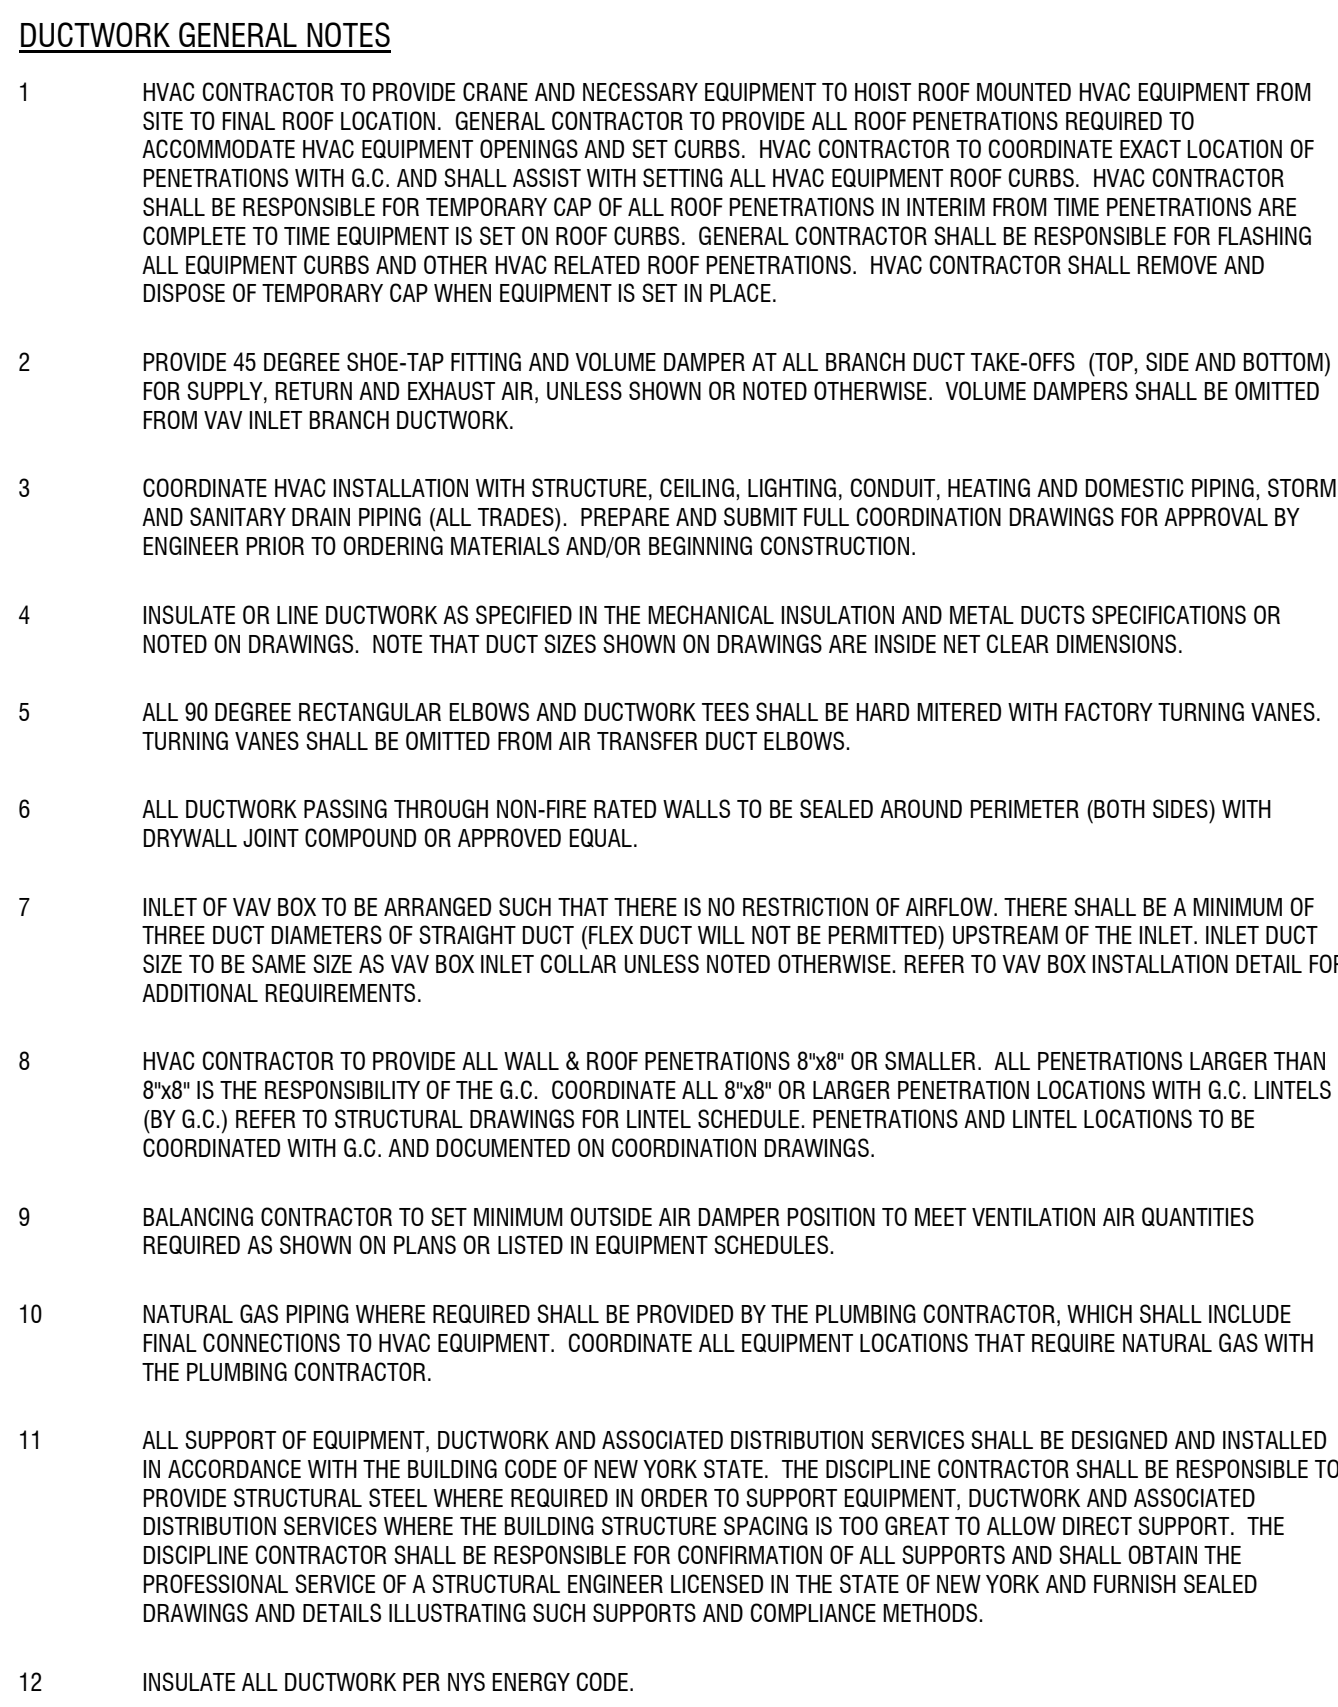 DUCTWORK GENERAL NOTES
1 HVAC CONTRACTOR TO PROVIDE CRANE AND NECESSARY EQUIPMENT TO HOIST ROOF MOUNTED HVAC EQUIPMENT FROM
SITE TO FINAL ROOF LOCATION. GENERAL CONTRACTOR TO PROVIDE ALL ROOF PENETRATIONS REQUIRED TO
ACCOMMODATE HVAC EQUIPMENT OPENINGS AND SET CURBS. HVAC CONTRACTOR TO COORDINATE EXACT LOCATION OF
PENETRATIONS WITH G.C. AND SHALL ASSIST WITH SETTING ALL HVAC EQUIPMENT ROOF CURBS. HVAC CONTRACTOR
SHALL BE RESPONSIBLE FOR TEMPORARY CAP OF ALL ROOF PENETRATIONS IN INTERIM FROM TIME PENETRATIONS ARE
COMPLETE TO TIME EQUIPMENT IS SET ON ROOF CURBS. GENERAL CONTRACTOR SHALL BE RESPONSIBLE FOR FLASHING
ALL EQUIPMENT CURBS AND OTHER HVAC RELATED ROOF PENETRATIONS. HVAC CONTRACTOR SHALL REMOVE AND
DISPOSE OF TEMPORARY CAP WHEN EQUIPMENT IS SET IN PLACE.
2 PROVIDE 45 DEGREE SHOE-TAP FITTING AND VOLUME DAMPER AT ALL BRANCH DUCT TAKE-OFFS (TOP, SIDE AND BOTTOM)
FOR SUPPLY, RETURN AND EXHAUST AIR, UNLESS SHOWN OR NOTED OTHERWISE. VOLUME DAMPERS SHALL BE OMITTED
FROM VAV INLET BRANCH DUCTWORK.
3 COORDINATE HVAC INSTALLATION WITH STRUCTURE, CEILING, LIGHTING, CONDUIT, HEATING AND DOMESTIC PIPING, STORM
AND SANITARY DRAIN PIPING (ALL TRADES). PREPARE AND SUBMIT FULL COORDINATION DRAWINGS FOR APPROVAL BY
ENGINEER PRIOR TO ORDERING MATERIALS AND/OR BEGINNING CONSTRUCTION.
4 INSULATE OR LINE DUCTWORK AS SPECIFIED IN THE MECHANICAL INSULATION AND METAL DUCTS SPECIFICATIONS OR
NOTED ON DRAWINGS. NOTE THAT DUCT SIZES SHOWN ON DRAWINGS ARE INSIDE NET CLEAR DIMENSIONS.
5 ALL 90 DEGREE RECTANGULAR ELBOWS AND DUCTWORK TEES SHALL BE HARD MITERED WITH FACTORY TURNING VANES.
TURNING VANES SHALL BE OMITTED FROM AIR TRANSFER DUCT ELBOWS.
6 ALL DUCTWORK PASSING THROUGH NON-FIRE RATED WALLS TO BE SEALED AROUND PERIMETER (BOTH SIDES) WITH
DRYWALL JOINT COMPOUND OR APPROVED EQUAL.
7 INLET OF VAV BOX TO BE ARRANGED SUCH THAT THERE IS NO RESTRICTION OF AIRFLOW. THERE SHALL BE A MINIMUM OF
THREE DUCT DIAMETERS OF STRAIGHT DUCT (FLEX DUCT WILL NOT BE PERMITTED) UPSTREAM OF THE INLET. INLET DUCT
SIZE TO BE SAME SIZE AS VAV BOX INLET COLLAR UNLESS NOTED OTHERWISE. REFER TO VAV BOX INSTALLATION DETAIL FOR
ADDITIONAL REQUIREMENTS.
8 HVAC CONTRACTOR TO PROVIDE ALL WALL & ROOF PENETRATIONS 8"x8" OR SMALLER. ALL PENETRATIONS LARGER THAN
8"x8" IS THE RESPONSIBILITY OF THE G.C. COORDINATE ALL 8"x8" OR LARGER PENETRATION LOCATIONS WITH G.C. LINTELS
(BY G.C.) REFER TO STRUCTURAL DRAWINGS FOR LINTEL SCHEDULE. PENETRATIONS AND LINTEL LOCATIONS TO BE
COORDINATED WITH G.C. AND DOCUMENTED ON COORDINATION DRAWINGS.
9 BALANCING CONTRACTOR TO SET MINIMUM OUTSIDE AIR DAMPER POSITION TO MEET VENTILATION AIR QUANTITIES
REQUIRED AS SHOWN ON PLANS OR LISTED IN EQUIPMENT SCHEDULES.
10 NATURAL GAS PIPING WHERE REQUIRED SHALL BE PROVIDED BY THE PLUMBING CONTRACTOR, WHICH SHALL INCLUDE
FINAL CONNECTIONS TO HVAC EQUIPMENT. COORDINATE ALL EQUIPMENT LOCATIONS THAT REQUIRE NATURAL GAS WITH
THE PLUMBING CONTRACTOR.
11 ALL SUPPORT OF EQUIPMENT, DUCTWORK AND ASSOCIATED DISTRIBUTION SERVICES SHALL BE DESIGNED AND INSTALLED
IN ACCORDANCE WITH THE BUILDING CODE OF NEW YORK STATE. THE DISCIPLINE CONTRACTOR SHALL BE RESPONSIBLE TO
PROVIDE STRUCTURAL STEEL WHERE REQUIRED IN ORDER TO SUPPORT EQUIPMENT, DUCTWORK AND ASSOCIATED
DISTRIBUTION SERVICES WHERE THE BUILDING STRUCTURE SPACING IS TOO GREAT TO ALLOW DIRECT SUPPORT. THE
DISCIPLINE CONTRACTOR SHALL BE RESPONSIBLE FOR CONFIRMATION OF ALL SUPPORTS AND SHALL OBTAIN THE
PROFESSIONAL SERVICE OF A STRUCTURAL ENGINEER LICENSED IN THE STATE OF NEW YORK AND FURNISH SEALED
DRAWINGS AND DETAILS ILLUSTRATING SUCH SUPPORTS AND COMPLIANCE METHODS.
12 INSULATE ALL DUCTWORK PER NYS ENERGY CODE.